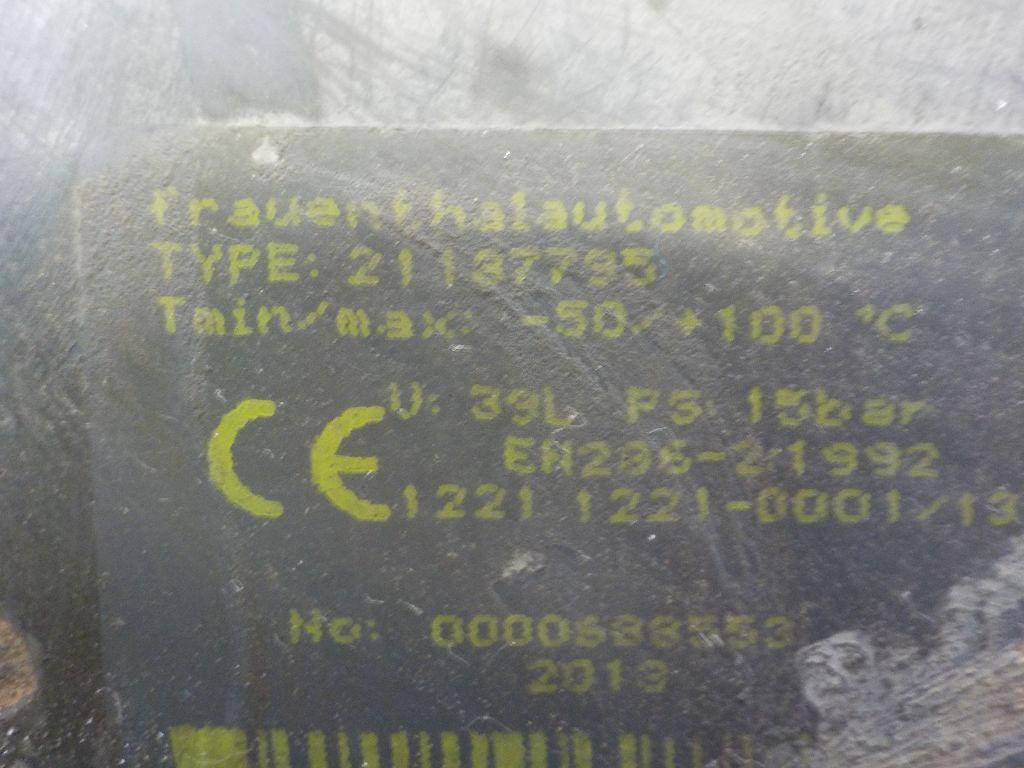 frauenthalautomotive
TYPE: 21137795
Tmin/max: -50/+100 °C
CE
V: 39L PS: 15bar
EN286-2:1992
1221 1221-0001/13
No: 0000688553
2013